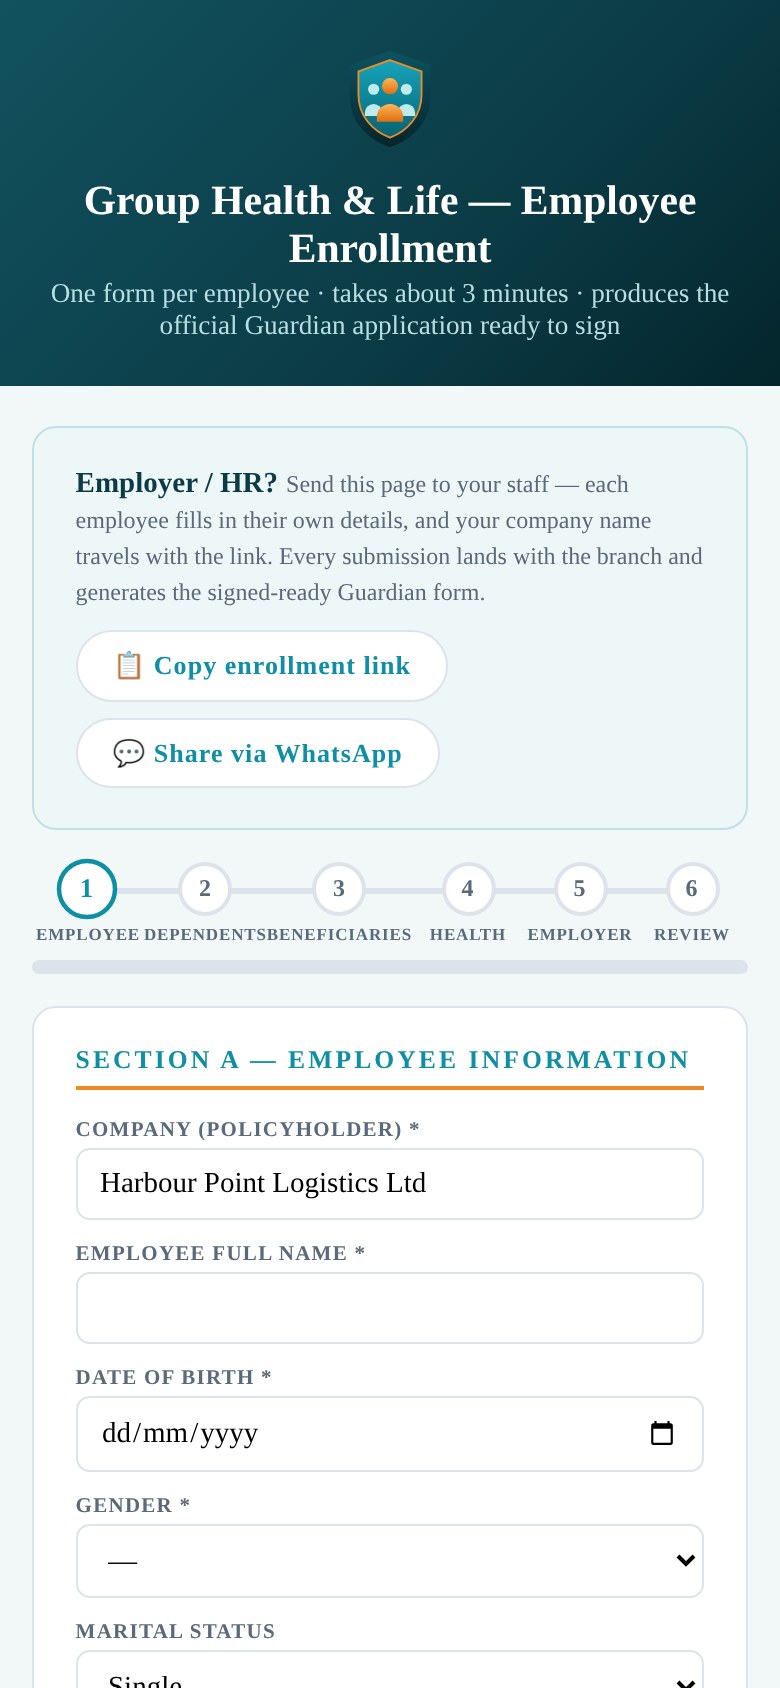 Group Health & Life — Employee
Enrollment
One form per employee · takes about 3 minutes · produces the
official Guardian application ready to sign
Employer / HR? Send this page to your staff — each
employee fills in their own details, and your company name
travels with the link. Every submission lands with the branch and
generates the signed-ready Guardian form.
📋 Copy enrollment link
💬 Share via WhatsApp
1 2 3 4 5 6
EMPLOYEE DEPENDENTS BENEFICIARIES HEALTH EMPLOYER REVIEW
SECTION A — EMPLOYEE INFORMATION
COMPANY (POLICYHOLDER) *
Harbour Point Logistics Ltd
EMPLOYEE FULL NAME *
DATE OF BIRTH *
dd/mm/yyyy
GENDER *
—
MARITAL STATUS
Single